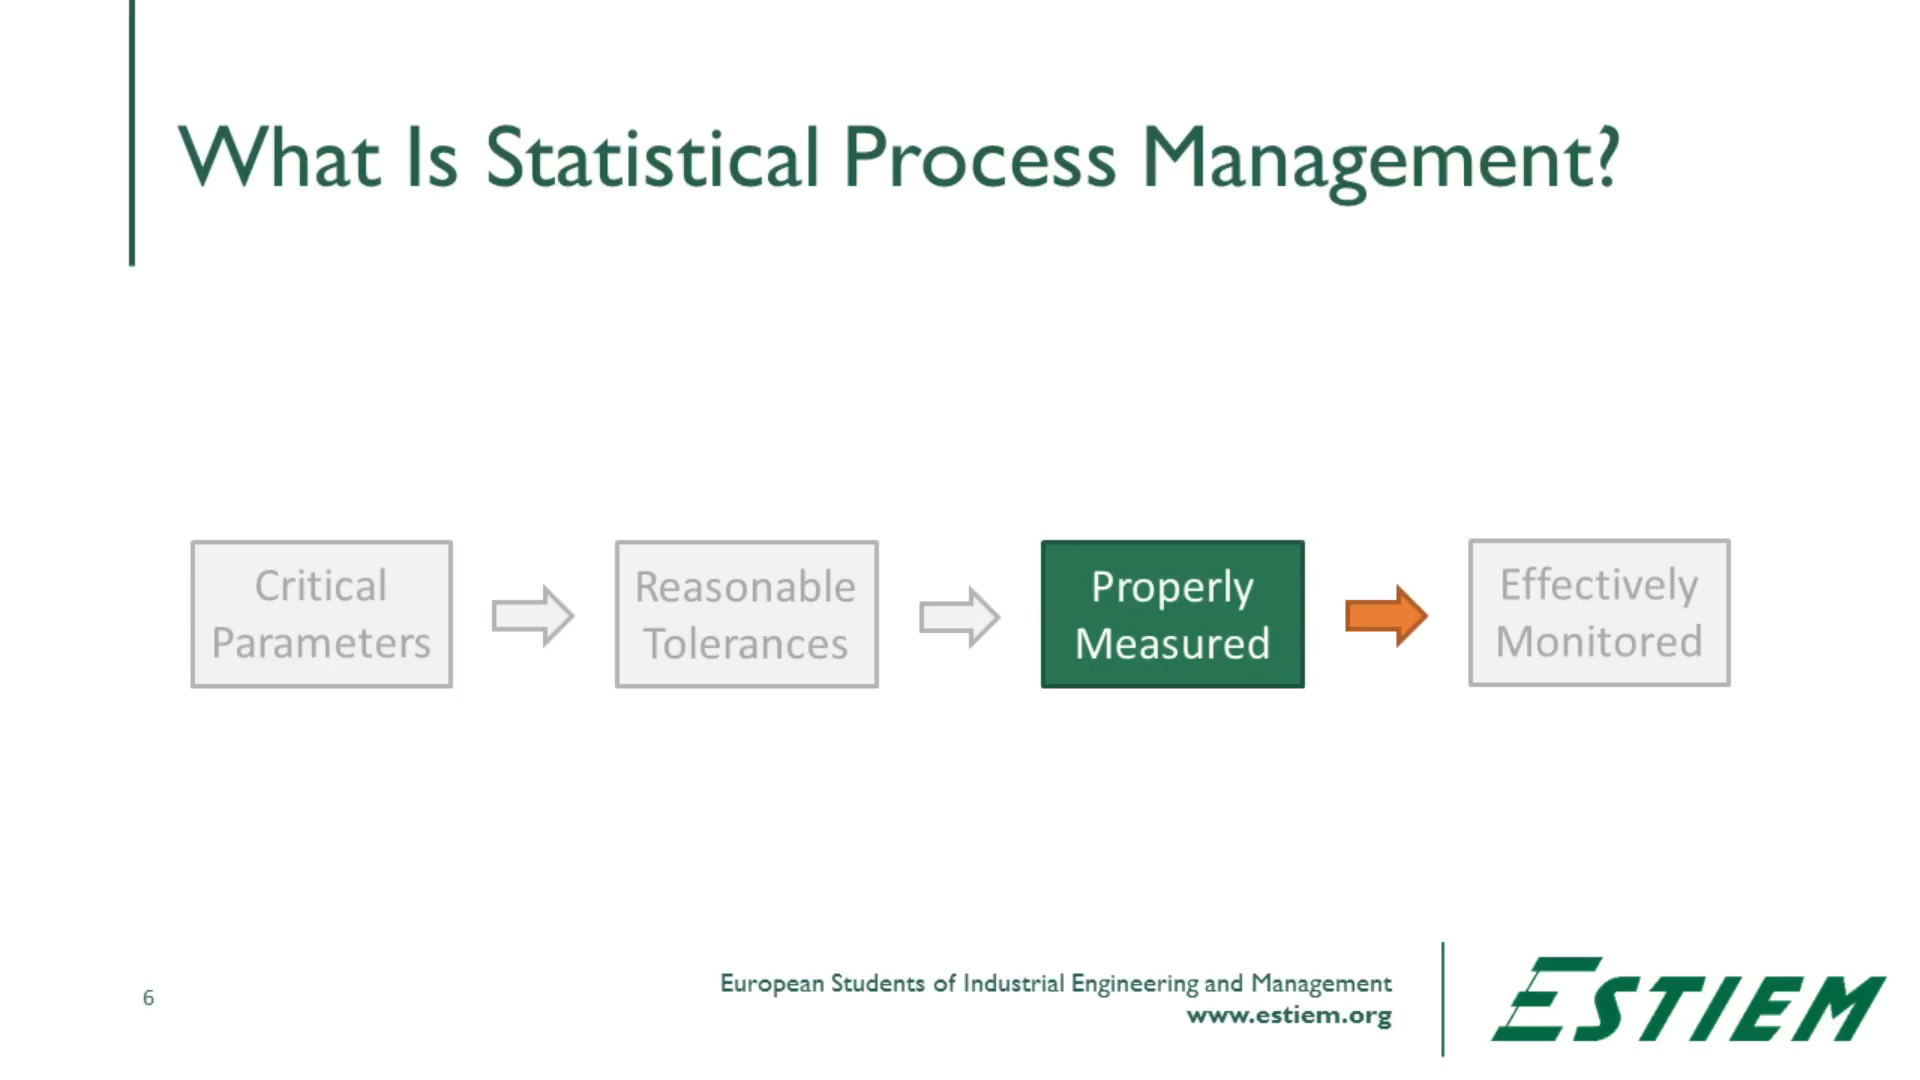 What Is Statistical Process Management?
Critical
Parameters
Reasonable
Tolerances
Properly
Measured
Effectively
Monitored
6
European Students of Industrial Engineering and Management
www.estiem.org
ESTIEM